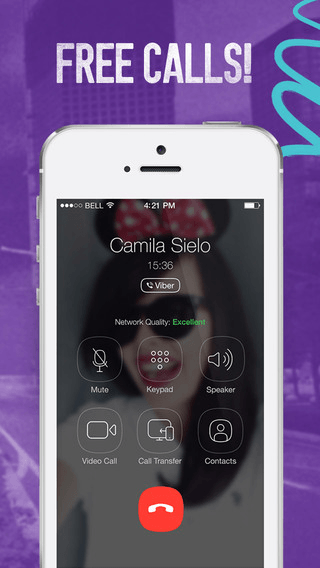 FREE CALLS!
BELL 4:21 PM
Camila Sielo
15:36
Viber
Network Quality: Excellent
Mute Keypad Speaker
Video Call Call Transfer Contacts